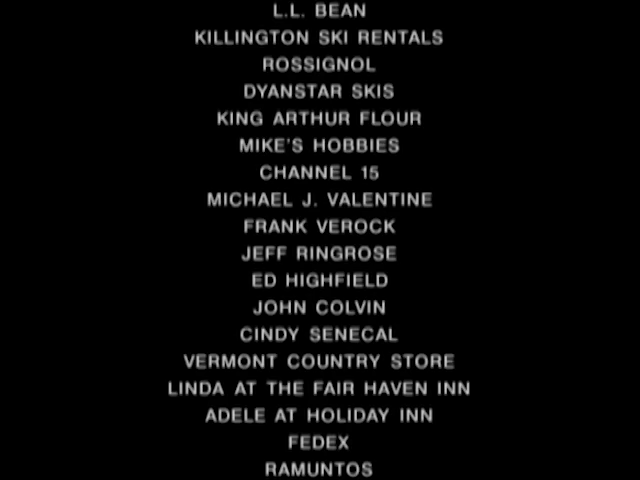 L.L. BEAN
KILLINGTON SKI RENTALS
ROSSIGNOL
DYANSTAR SKIS
KING ARTHUR FLOUR
MIKE'S HOBBIES
CHANNEL 15
MICHAEL J. VALENTINE
FRANK VEROCK
JEFF RINGROSE
ED HIGHFIELD
JOHN COLVIN
CINDY SENECAL
VERMONT COUNTRY STORE
LINDA AT THE FAIR HAVEN INN
ADELE AT HOLIDAY INN
FEDEX
RAMUNTOS